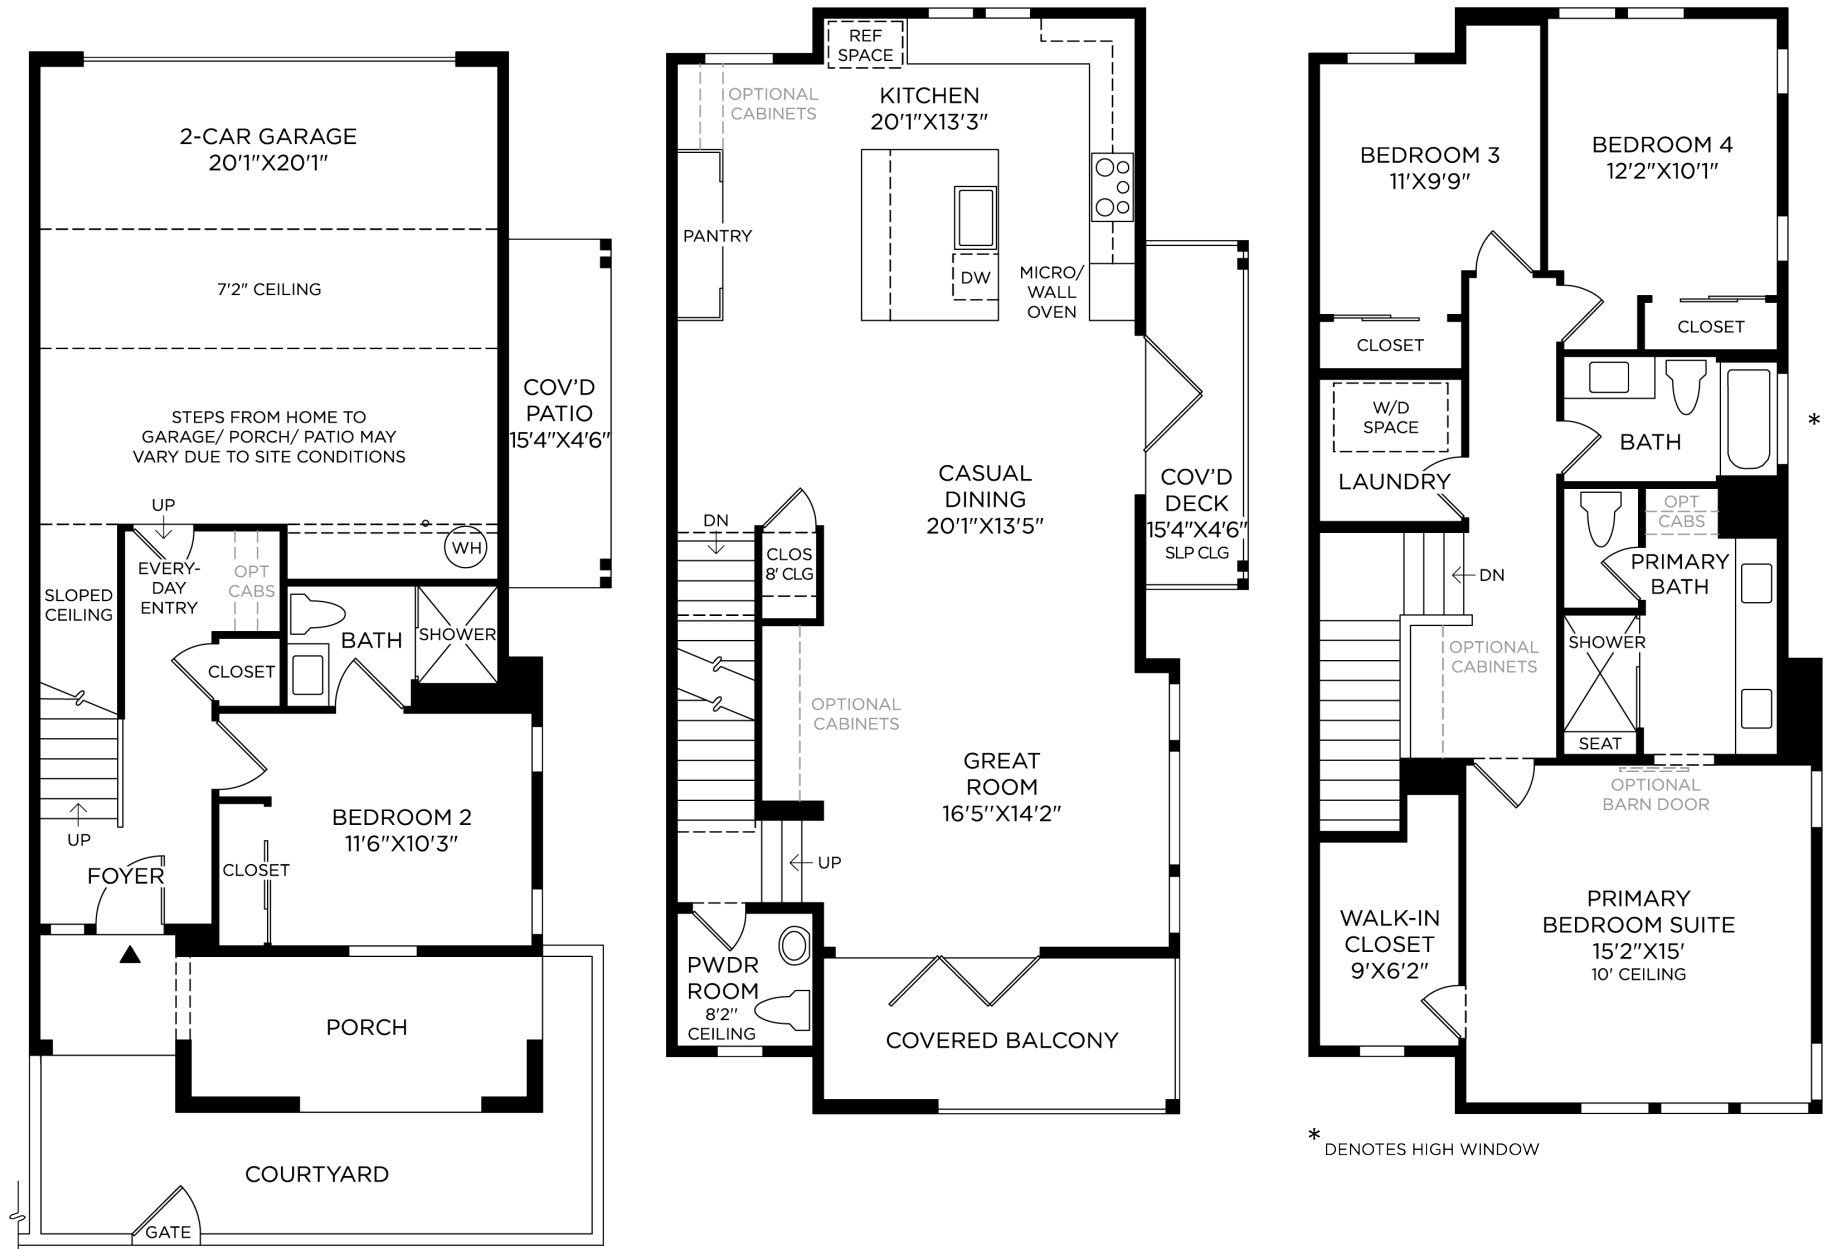 2-CAR GARAGE
20'1"X20'1"
7'2" CEILING
STEPS FROM HOME TO
GARAGE/ PORCH/ PATIO MAY
VARY DUE TO SITE CONDITIONS
COV'D
PATIO
15'4"X4'6"
UP
WH
EVERY-
DAY
ENTRY
OPT
CABS
SLOPED
CEILING
BATH
SHOWER
CLOSET
UP
BEDROOM 2
11'6"X10'3"
CLOSET
FOYER
PORCH
COURTYARD
GATE
REF
SPACE
OPTIONAL
CABINETS
KITCHEN
20'1"X13'3"
PANTRY
DW
MICRO/
WALL
OVEN
CASUAL
DINING
20'1"X13'5"
COV'D
DECK
15'4"X4'6"
SLP CLG
DN
CLOS
8' CLG
OPTIONAL
CABINETS
GREAT
ROOM
16'5''X14'2"
UP
PWDR
ROOM
8'2''
CEILING
COVERED BALCONY
BEDROOM 3
11'X9'9"
BEDROOM 4
12'2"X10'1"
CLOSET
CLOSET
W/D
SPACE
LAUNDRY
BATH
*
OPT
CABS
PRIMARY
BATH
DN
SHOWER
OPTIONAL
CABINETS
SEAT
OPTIONAL
BARN DOOR
WALK-IN
CLOSET
9'X6'2"
PRIMARY
BEDROOM SUITE
15'2"X15'
10' CEILING
* DENOTES HIGH WINDOW